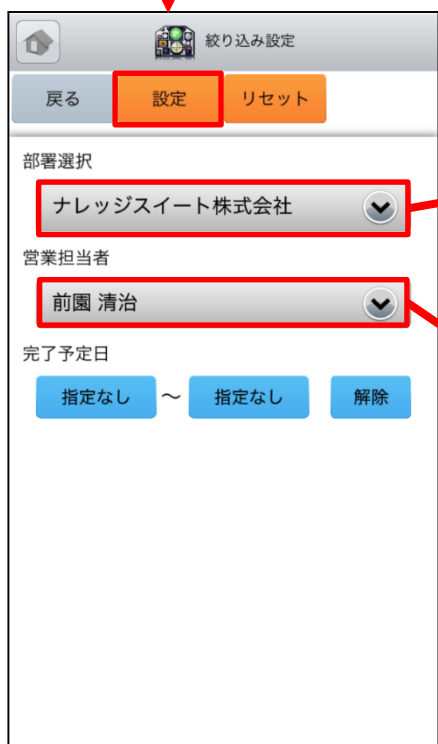 絞り込み設定
戻る 設定 リセット
部署選択
ナレッジスイート株式会社
営業担当者
前園 清治
完了予定日
指定なし ～ 指定なし 解除